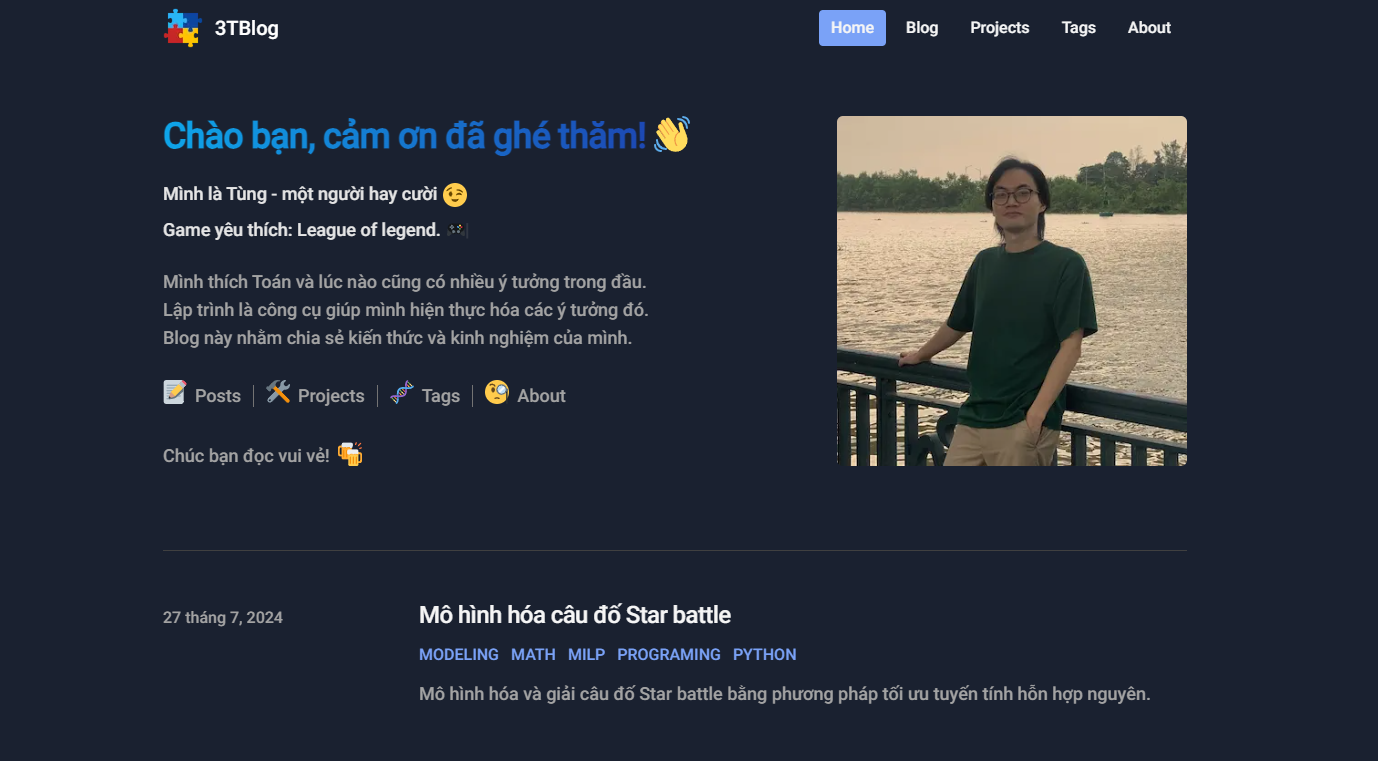 3TBlog
Home Blog Projects Tags About
Chào bạn, cảm ơn đã ghé thăm! 👋
Mình là Tùng - một người hay cười 😉
Game yêu thích: League of legend. 🎮
Mình thích Toán và lúc nào cũng có nhiều ý tưởng trong đầu.
Lập trình là công cụ giúp mình hiện thực hóa các ý tưởng đó.
Blog này nhằm chia sẻ kiến thức và kinh nghiệm của mình.
📝 Posts | 🛠️ Projects | 🧬 Tags | 🧐 About
Chúc bạn đọc vui vẻ! 🍻
27 tháng 7, 2024
Mô hình hóa câu đố Star battle
MODELING MATH MILP PROGRAMING PYTHON
Mô hình hóa và giải câu đố Star battle bằng phương pháp tối ưu tuyến tính hỗn hợp nguyên.